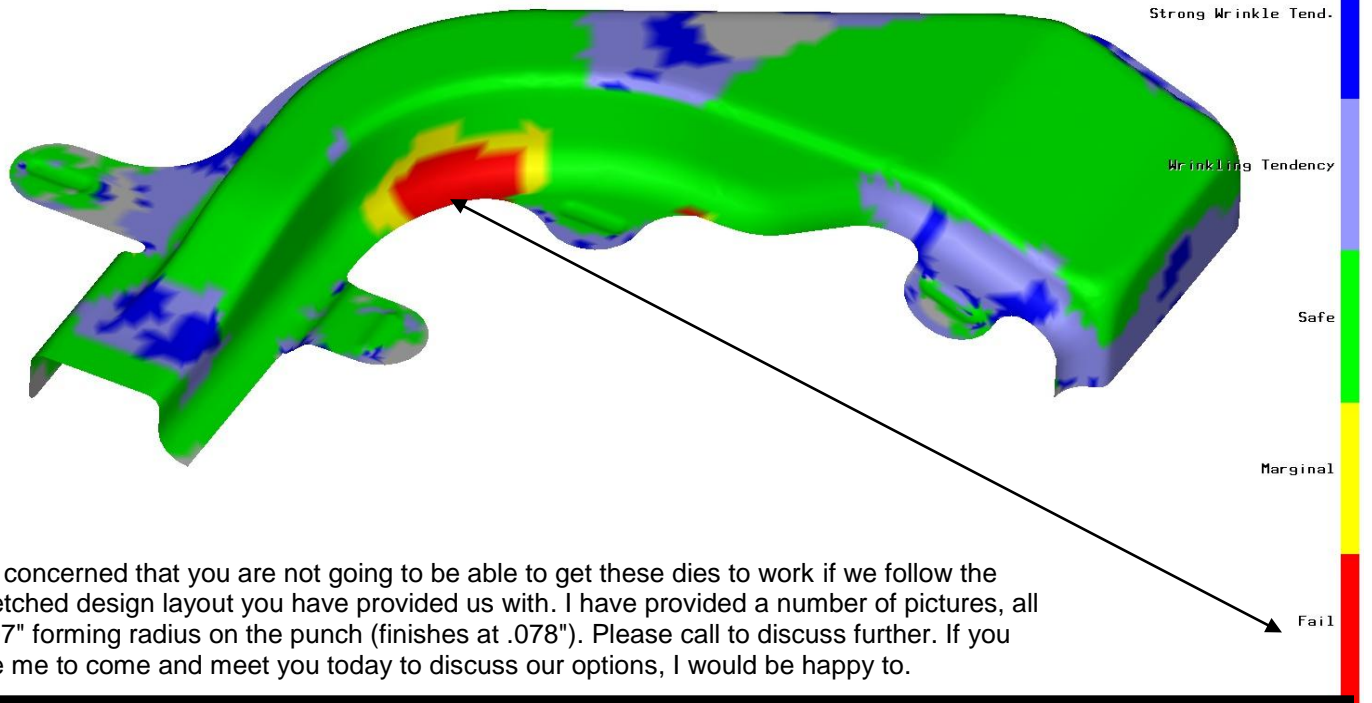 Strong Wrinkle Tend.
Wrinkling Tendency
Safe
Marginal
Fail
concerned that you are not going to be able to get these dies to work if we follow the
etched design layout you have provided us with. I have provided a number of pictures, all
7" forming radius on the punch (finishes at .078"). Please call to discuss further. If you
e me to come and meet you today to discuss our options, I would be happy to.